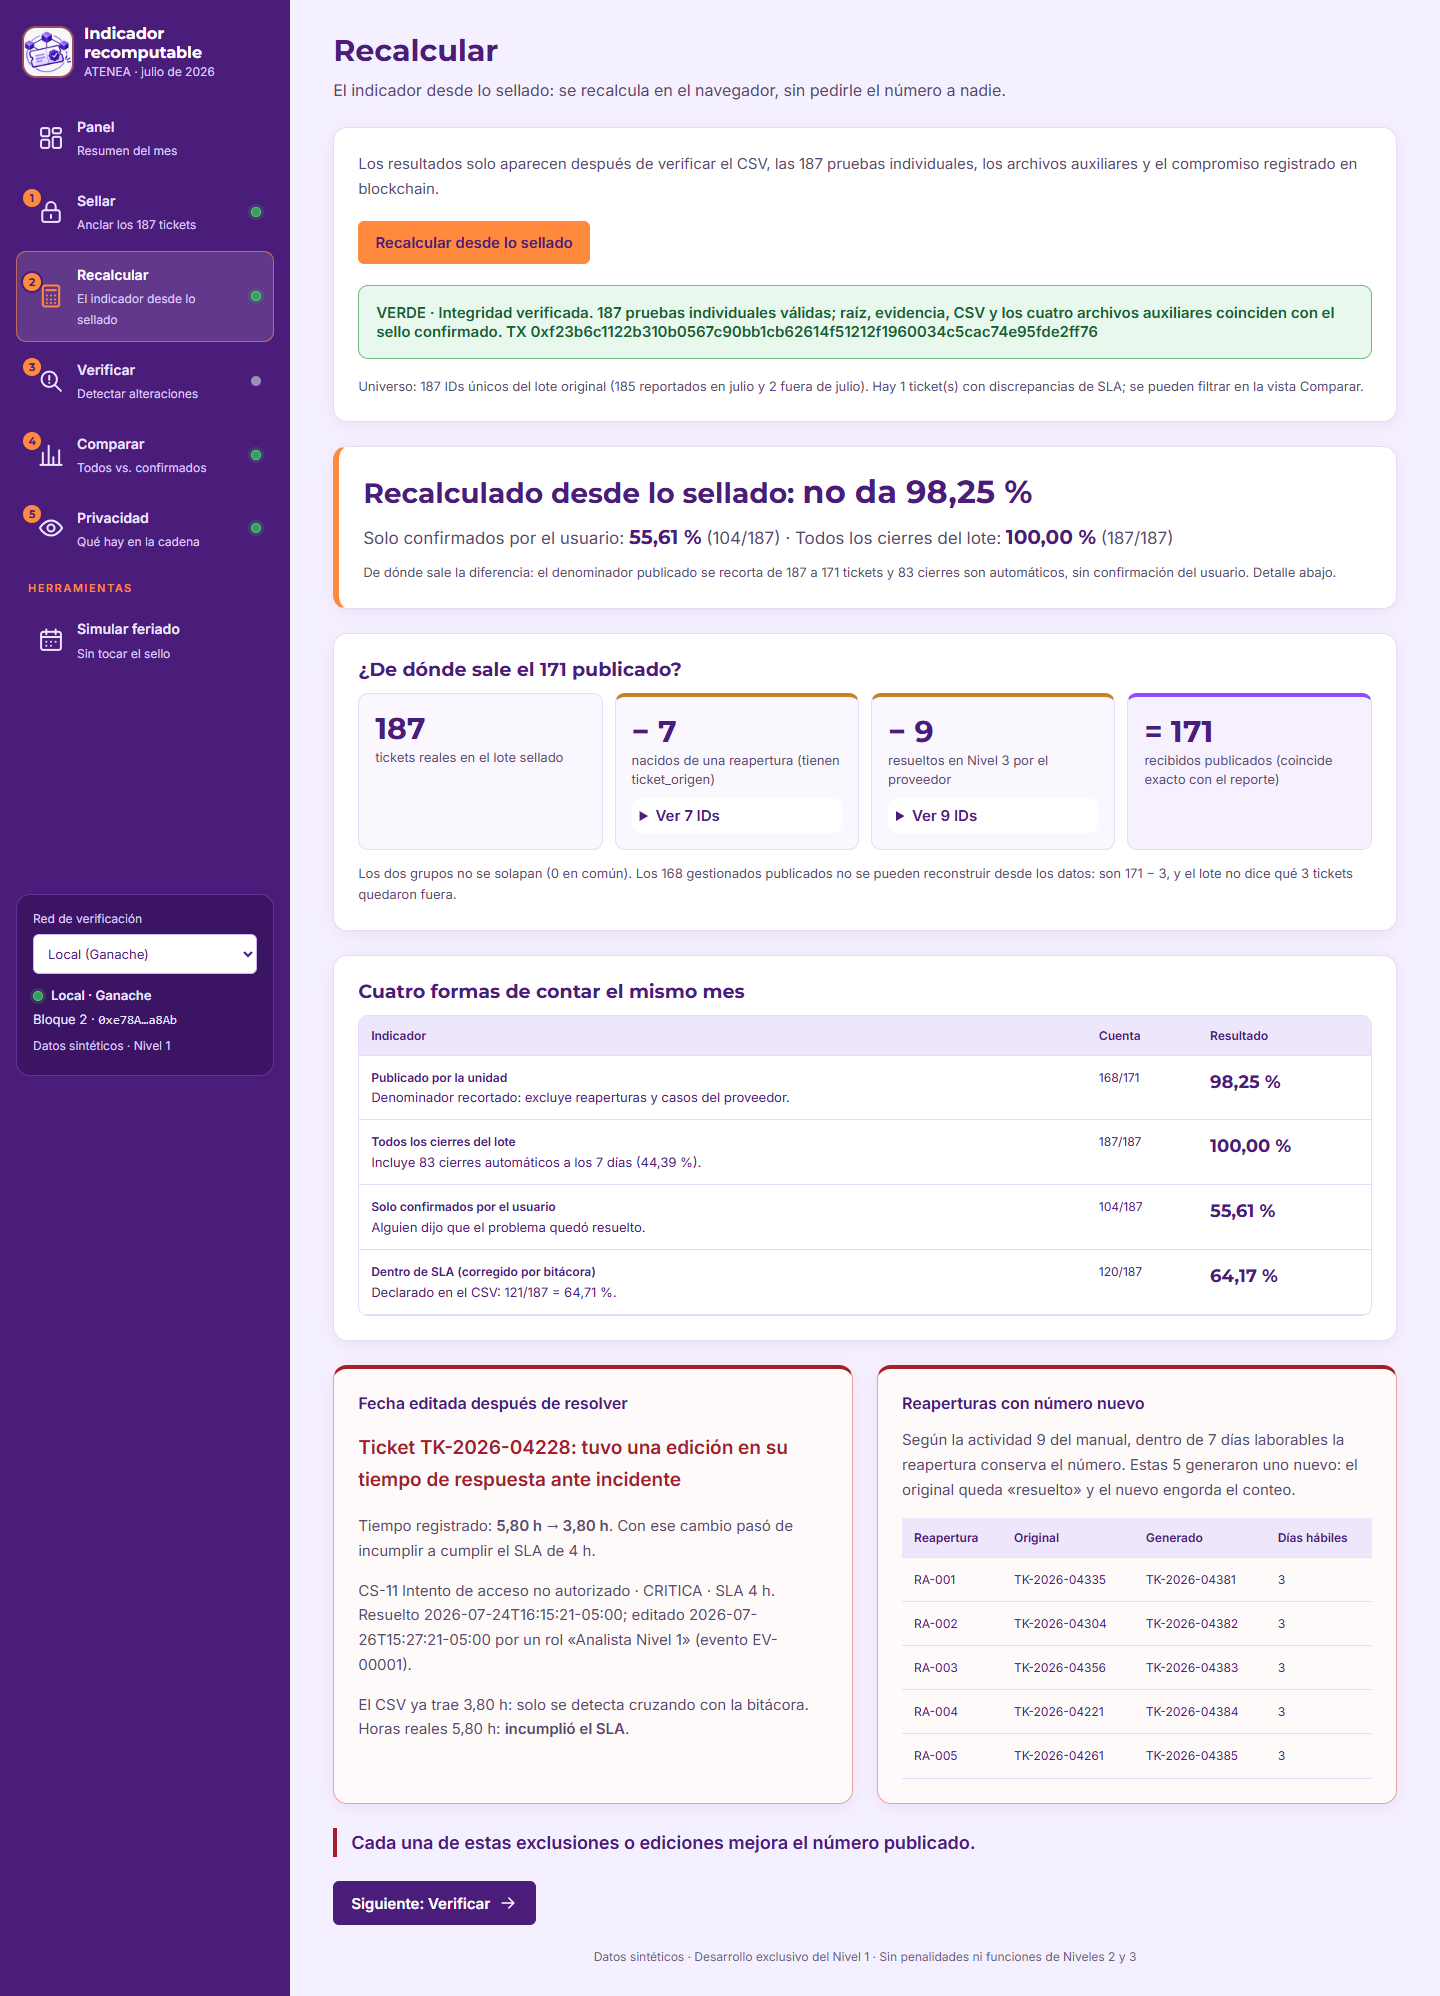 Indicador
recomputable
ATENEA · julio de 2026
Panel
Resumen del mes
1
Sellar
Anclar los 187 tickets
2
Recalcular
El indicador desde lo
sellado
3
Verificar
Detectar alteraciones
4
Comparar
Todos vs. confirmados
5
Privacidad
Qué hay en la cadena
HERRAMIENTAS
Simular feriado
Sin tocar el sello
Red de verificación
Local (Ganache)
Local · Ganache
Bloque 2 · 0xe78A…a8Ab
Datos sintéticos · Nivel 1
Recalcular
El indicador desde lo sellado: se recalcula en el navegador, sin pedirle el número a nadie.
Los resultados solo aparecen después de verificar el CSV, las 187 pruebas individuales, los archivos auxiliares y el compromiso registrado en
blockchain.
Recalcular desde lo sellado
VERDE · Integridad verificada. 187 pruebas individuales válidas; raíz, evidencia, CSV y los cuatro archivos auxiliares coinciden con el
sello confirmado. TX 0xf23b6c1122b310b0567c90bb1cb62614f51212f1960034c5cac74e95fde2ff76
Universo: 187 IDs únicos del lote original (185 reportados en julio y 2 fuera de julio). Hay 1 ticket(s) con discrepancias de SLA; se pueden filtrar en la vista Comparar.
Recalculado desde lo sellado: no da 98,25 %
Solo confirmados por el usuario: 55,61 % (104/187) · Todos los cierres del lote: 100,00 % (187/187)
De dónde sale la diferencia: el denominador publicado se recorta de 187 a 171 tickets y 83 cierres son automáticos, sin confirmación del usuario. Detalle abajo.
¿De dónde sale el 171 publicado?
187
tickets reales en el lote sellado
− 7
nacidos de una reapertura (tienen
ticket_origen)
▶ Ver 7 IDs
− 9
resueltos en Nivel 3 por el
proveedor
▶ Ver 9 IDs
= 171
recibidos publicados (coincide
exacto con el reporte)
Los dos grupos no se solapan (0 en común). Los 168 gestionados publicados no se pueden reconstruir desde los datos: son 171 − 3, y el lote no dice qué 3 tickets
quedaron fuera.
Cuatro formas de contar el mismo mes
Indicador Cuenta Resultado
Publicado por la unidad 168/171 98,25 %
Denominador recortado: excluye reaperturas y casos del proveedor.
Todos los cierres del lote 187/187 100,00 %
Incluye 83 cierres automáticos a los 7 días (44,39 %).
Solo confirmados por el usuario 104/187 55,61 %
Alguien dijo que el problema quedó resuelto.
Dentro de SLA (corregido por bitácora) 120/187 64,17 %
Declarado en el CSV: 121/187 = 64,71 %.
Fecha editada después de resolver
Ticket TK-2026-04228: tuvo una edición en su
tiempo de respuesta ante incidente
Tiempo registrado: 5,80 h → 3,80 h. Con ese cambio pasó de
incumplir a cumplir el SLA de 4 h.
CS-11 Intento de acceso no autorizado · CRITICA · SLA 4 h.
Resuelto 2026-07-24T16:15:21-05:00; editado 2026-07-
26T15:27:21-05:00 por un rol «Analista Nivel 1» (evento EV-
00001).
El CSV ya trae 3,80 h: solo se detecta cruzando con la bitácora.
Horas reales 5,80 h: incumplió el SLA.
Reaperturas con número nuevo
Según la actividad 9 del manual, dentro de 7 días laborables la
reapertura conserva el número. Estas 5 generaron uno nuevo: el
original queda «resuelto» y el nuevo engorda el conteo.
Reapertura Original Generado Días hábiles
RA-001 TK-2026-04335 TK-2026-04381 3
RA-002 TK-2026-04304 TK-2026-04382 3
RA-003 TK-2026-04356 TK-2026-04383 3
RA-004 TK-2026-04221 TK-2026-04384 3
RA-005 TK-2026-04261 TK-2026-04385 3
Cada una de estas exclusiones o ediciones mejora el número publicado.
Siguiente: Verificar →
Datos sintéticos · Desarrollo exclusivo del Nivel 1 · Sin penalidades ni funciones de Niveles 2 y 3